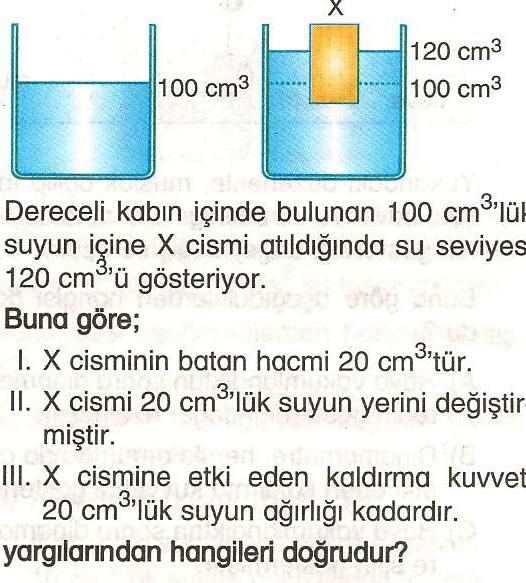 X
120 cm³
100 cm³
100 cm³
Dereceli kabın içinde bulunan 100 cm³'lük
suyun içine X cismi atıldığında su seviyes
120 cm³'ü gösteriyor.
Buna göre;
I. X cisminin batan hacmi 20 cm³'tür.
II. X cismi 20 cm³'lük suyun yerini değiştir-
miştir.
III. X cismine etki eden kaldırma kuvvet
20 cm³'lük suyun ağırlığı kadardır.
yargılarından hangileri doğrudur?